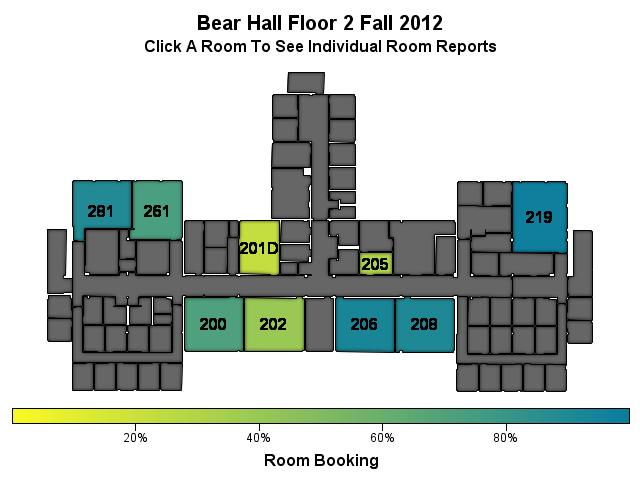 Bear Hall Floor 2 Fall 2012
Click A Room To See Individual Room Reports
281 261 219
201D 205
200 202 206 208
20% 40% 60% 80%
Room Booking